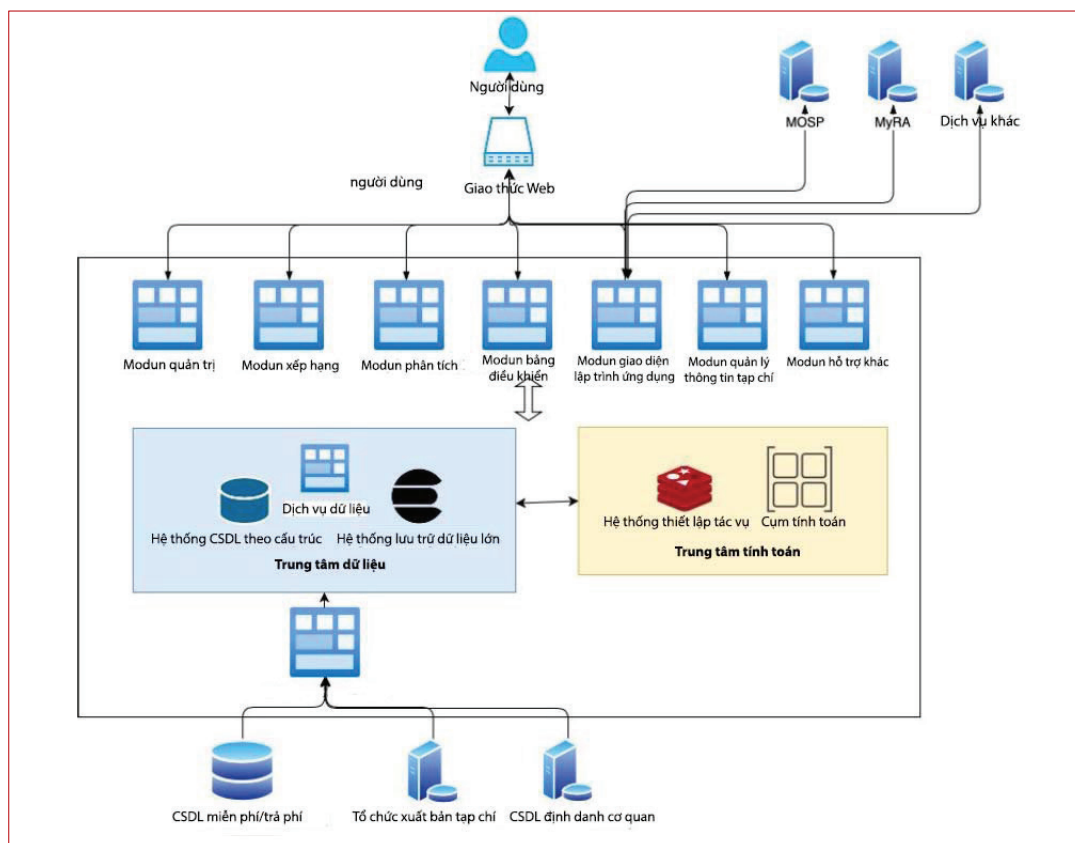 Người dùng
MOSP
MyRA
Dịch vụ khác
người dùng
Giao thức Web
Modun quản trị
Modun xếp hạng
Modun phân tích
Modun bảng
điều khiển
Modun giao diện
lập trình ứng dụng
Modun quản lý
thông tin tạp chí
Modun hỗ trợ khác
Dịch vụ dữ liệu
Hệ thống CSDL theo cấu trúc
Hệ thống lưu trữ dữ liệu lớn
Trung tâm dữ liệu
Hệ thống thiết lập tác vụ
Cụm tính toán
Trung tâm tính toán
CSDL miễn phí/trả phí
Tổ chức xuất bản tạp chí
CSDL định danh cơ quan